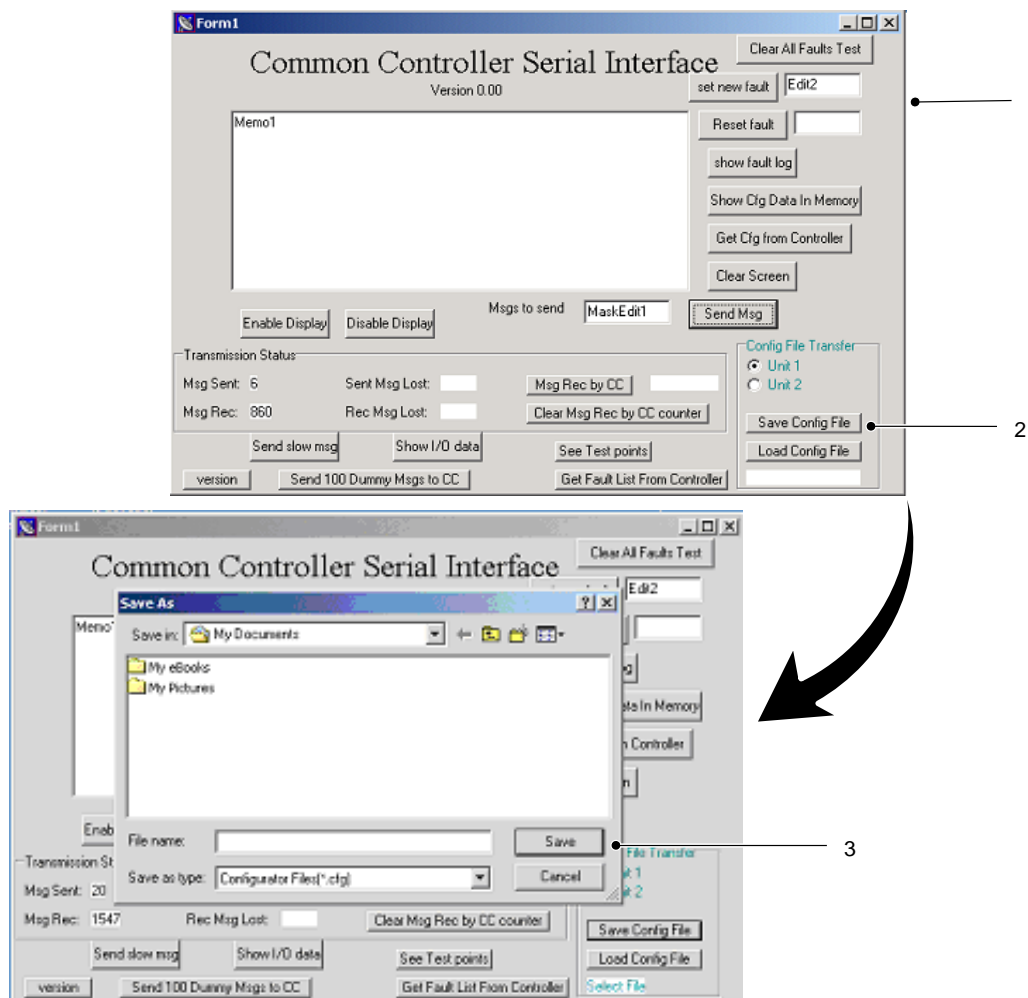 Form1
Common Controller Serial Interface
Version 0.00
Clear All Faults Test
set new fault Edit2
Memo1
Reset fault
show fault log
Show Cfg Data In Memory
Get Cfg from Controller
Clear Screen
Enable Display Disable Display Msgs to send MaskEdit1 Send Msg
Transmission Status
Msg Sent: 6 Sent Msg Lost: Msg Rec by CC
Msg Rec: 860 Rec Msg Lost: Clear Msg Rec by CC counter
Config File Transfer
Unit 1
Unit 2
Save Config File 2
Load Config File
Send slow msg Show I/O data See Test points
version Send 100 Dummy Msgs to CC Get Fault List From Controller
Form1
Clear All Faults Test
Common Controller Serial Interface
Edit2
Save As
Memo
Save in: My Documents
My eBooks
My Pictures
ata In Memory
Controller
Enab
File name: Save 3
Save as type: Configurator Files(*.cfg) Cancel
Transmission St
File Transfer
Msg Sent: 20
Msg Rec: 1547 Rec Msg Lost: Clear Msg Rec by CC counter
Save Config File
Send slow msg Show I/O data See Test points Load Config File
version Send 100 Dummy Msgs to CC Get Fault List From Controller Select File